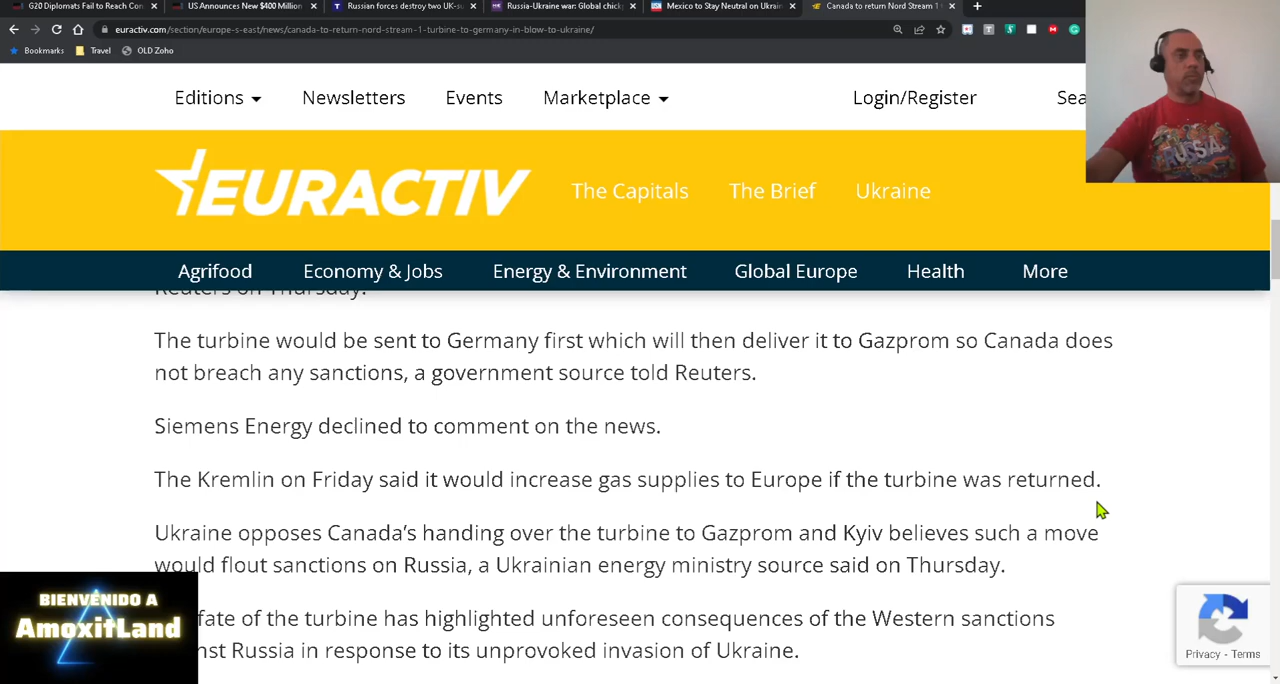 G20 Diplomats Fail to Reach Con
US Announces New $400 Million
Russian forces destroy two UK-su
Russia-Ukraine war: Global chick
Mexico to Stay Neutral on Ukrain
Canada to return Nord Stream 1
euractiv.com/section/europe-s-east/news/canada-to-return-nord-stream-1-turbine-to-germany-in-blow-to-ukraine/
Bookmarks Travel OLD Zoho
Editions Newsletters Events Marketplace Login/Register Sea
EURACTIV The Capitals The Brief Ukraine
RUSSIA
Agrifood Economy & Jobs Energy & Environment Global Europe Health More
Reuters on Thursday.
The turbine would be sent to Germany first which will then deliver it to Gazprom so Canada does
not breach any sanctions, a government source told Reuters.
Siemens Energy declined to comment on the news.
The Kremlin on Friday said it would increase gas supplies to Europe if the turbine was returned.
Ukraine opposes Canada’s handing over the turbine to Gazprom and Kyiv believes such a move
would flout sanctions on Russia, a Ukrainian energy ministry source said on Thursday.
fate of the turbine has highlighted unforeseen consequences of the Western sanctions
nst Russia in response to its unprovoked invasion of Ukraine.
BIENVENIDO A
AmoxitLand
Privacy - Terms